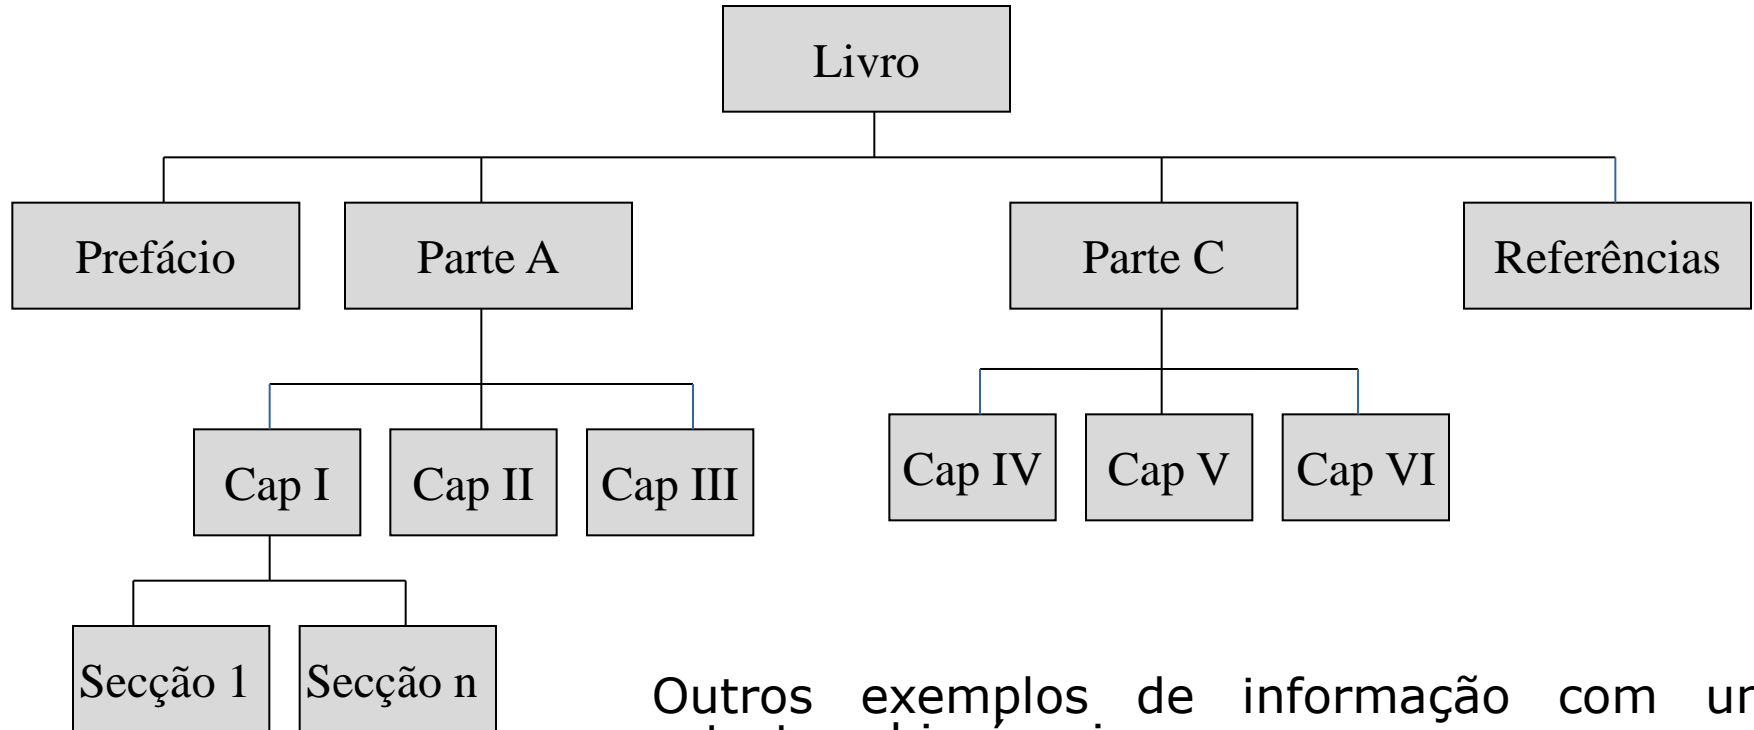 Livro
Prefácio
Parte A
Parte C
Referências
Cap I
Cap II
Cap III
Cap IV
Cap V
Cap VI
Secção 1
Secção n
Outros exemplos de informação com